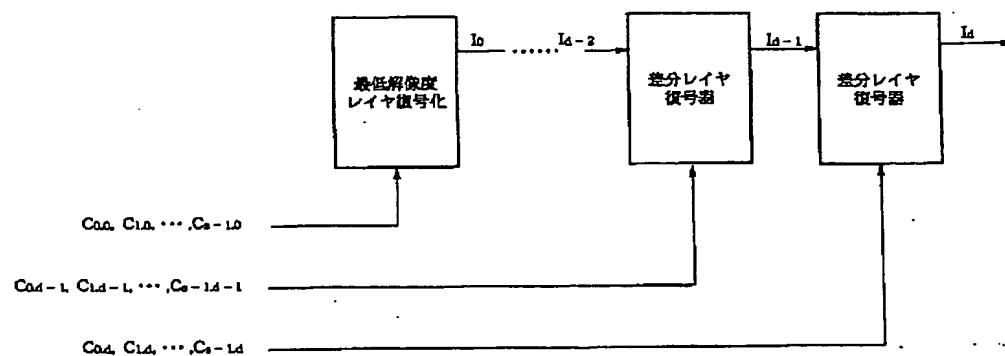 I0
Id-2
Id-1
Id
最低解像度
レイヤ復号化
差分レイヤ
復号器
差分レイヤ
復号器
C0,0, C1,0, ･･･ ,Cs-1,0
C0,d-1, C1,d-1, ･･･ ,Cs-1,d-1
C0,d, C1,d, ･･･ ,Cs-1,d